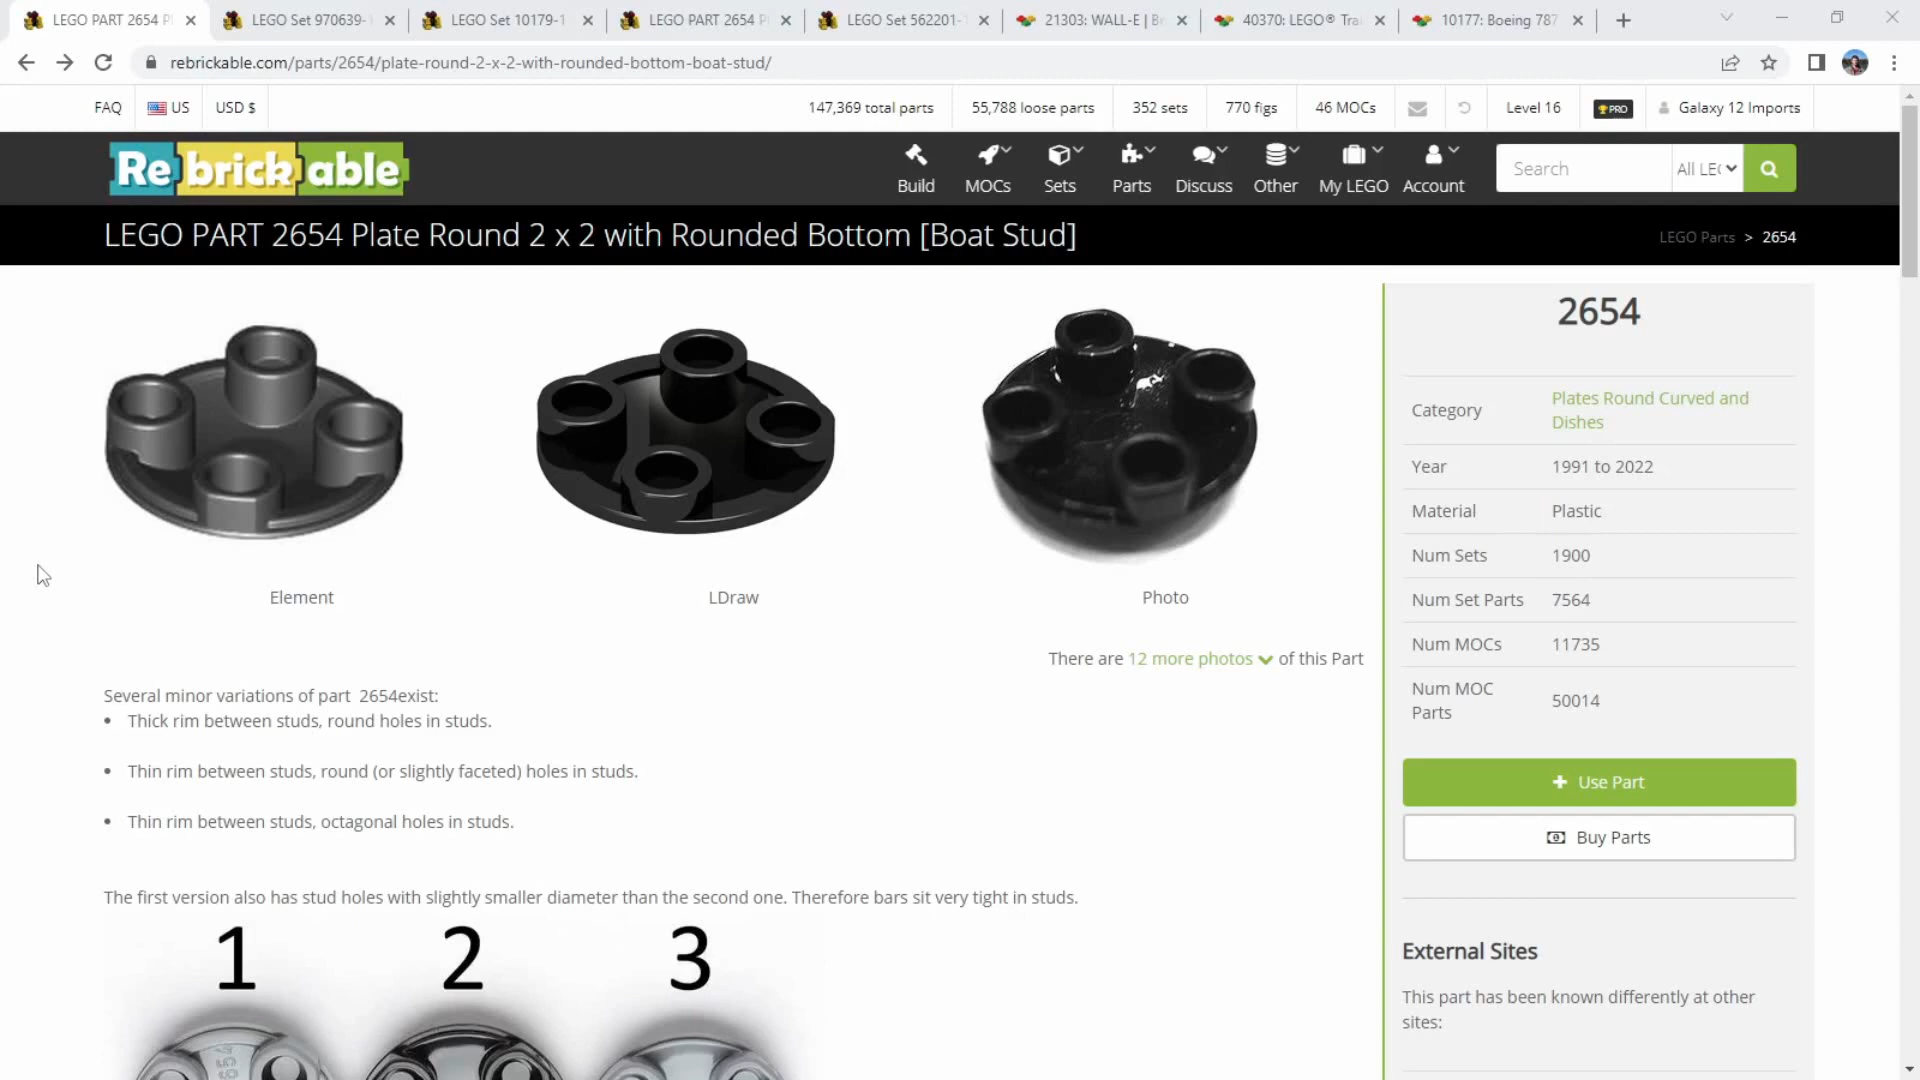 LEGO PART 2654 Pl
LEGO Set 970639-1
LEGO Set 10179-1
LEGO PART 2654 Pl
LEGO Set 562201-1
21303: WALL-E | Br
40370: LEGO® Trai
10177: Boeing 787
rebrickable.com/parts/2654/plate-round-2-x-2-with-rounded-bottom-boat-stud/
FAQ
US
USD $
147,369 total parts
55,788 loose parts
352 sets
770 figs
46 MOCs
Level 16
PRO
Galaxy 12 Imports
Rebrickable
Build
MOCs
Sets
Parts
Discuss
Other
My LEGO
Account
Search
All LE
LEGO PART 2654 Plate Round 2 x 2 with Rounded Bottom [Boat Stud]
LEGO Parts > 2654
Element
LDraw
Photo
There are 12 more photos of this Part
Several minor variations of part 2654exist:
• Thick rim between studs, round holes in studs.
• Thin rim between studs, round (or slightly faceted) holes in studs.
• Thin rim between studs, octagonal holes in studs.
The first version also has stud holes with slightly smaller diameter than the second one. Therefore bars sit very tight in studs.
1 2 3
2654
Category
Plates Round Curved and
Dishes
Year 1991 to 2022
Material Plastic
Num Sets 1900
Num Set Parts 7564
Num MOCs 11735
Num MOC
Parts
50014
+ Use Part
Buy Parts
External Sites
This part has been known differently at other
sites: